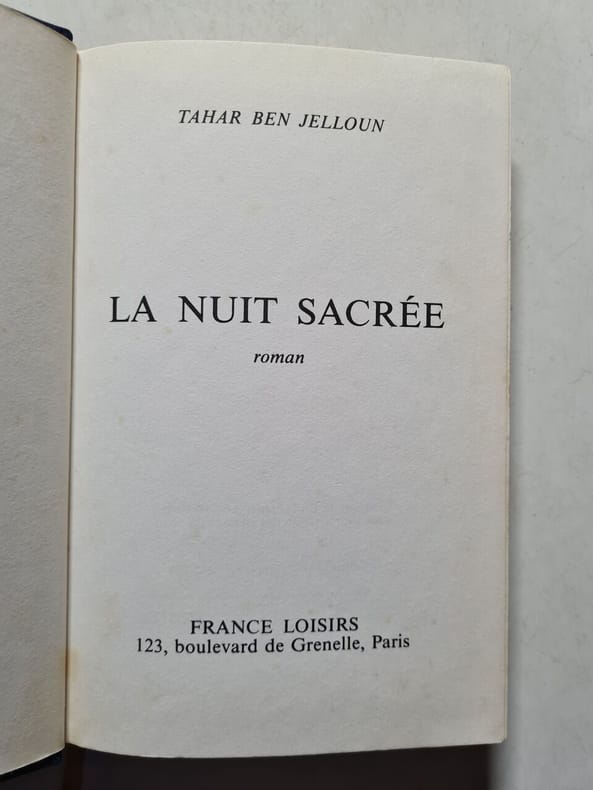 TAHAR BEN JELLOUN
LA NUIT SACRÉE
roman
FRANCE LOISIRS
123, boulevard de Grenelle, Paris